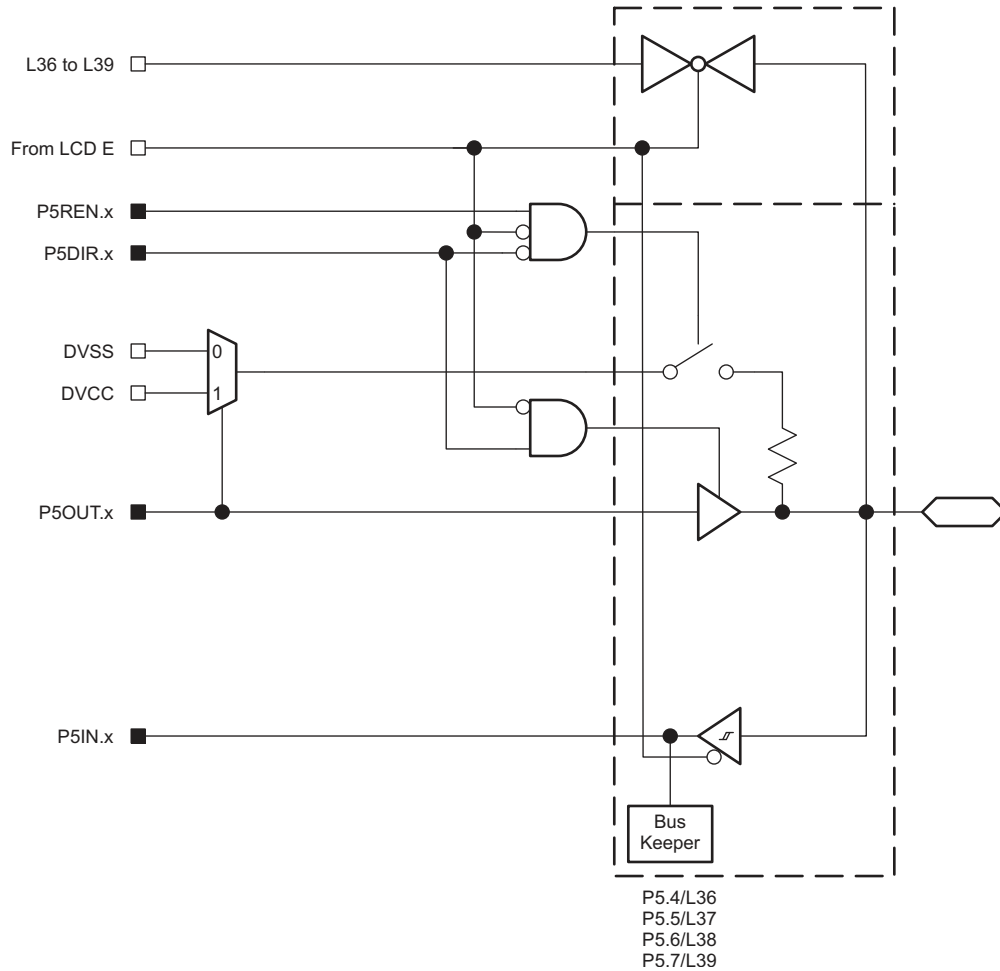 L36 to L39
From LCD E
P5REN.x
P5DIR.x
DVSS
0
DVCC
1
P5OUT.x
P5IN.x
Bus
Keeper
P5.4/L36
P5.5/L37
P5.6/L38
P5.7/L39